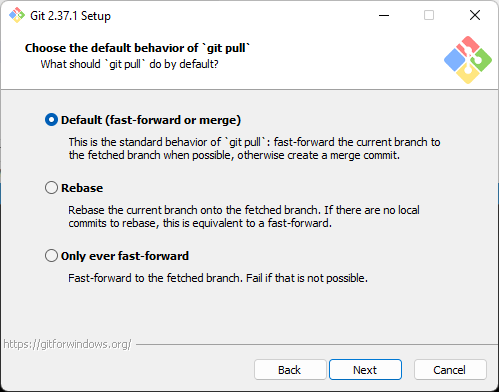 Git 2.37.1 Setup
Choose the default behavior of `git pull`
What should `git pull` do by default?
Default (fast-forward or merge)
This is the standard behavior of `git pull`: fast-forward the current branch to
the fetched branch when possible, otherwise create a merge commit.
Rebase
Rebase the current branch onto the fetched branch. If there are no local
commits to rebase, this is equivalent to a fast-forward.
Only ever fast-forward
Fast-forward to the fetched branch. Fail if that is not possible.
https://gitforwindows.org/
Back Next Cancel